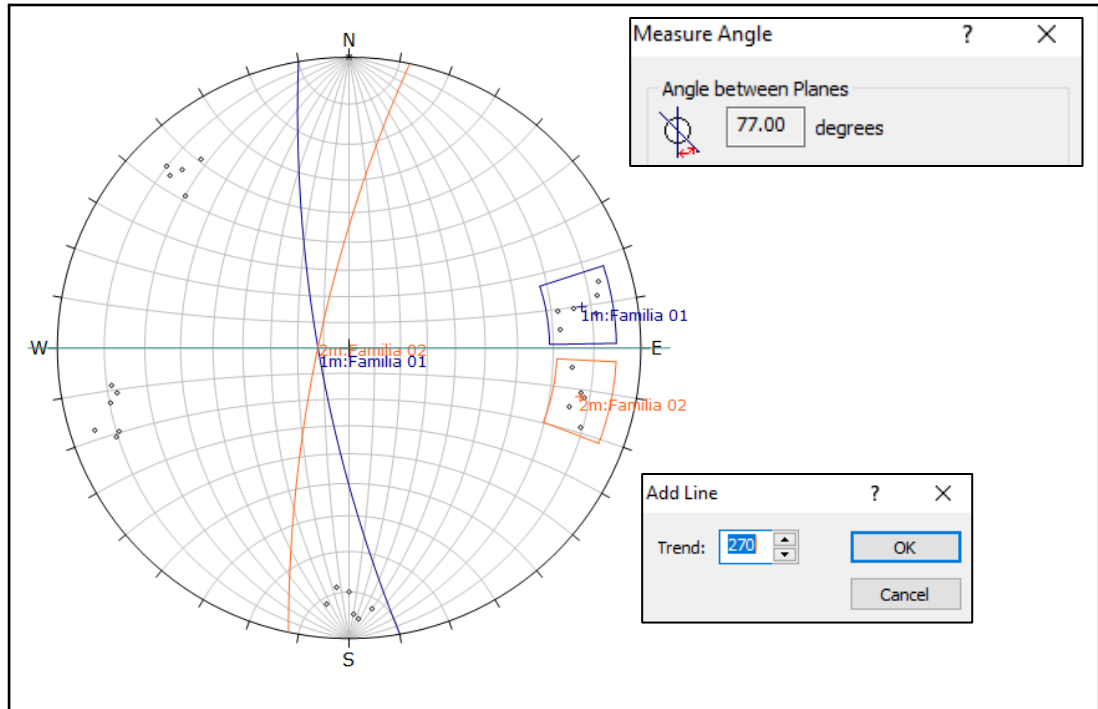 N
Measure Angle ?
Angle between Planes
77.00 degrees
1m:Familia 01
W
E
2m:Familia 02
1m:Familia 01
2m:Familia 02
Add Line ?
Trend: 270
OK
Cancel
S